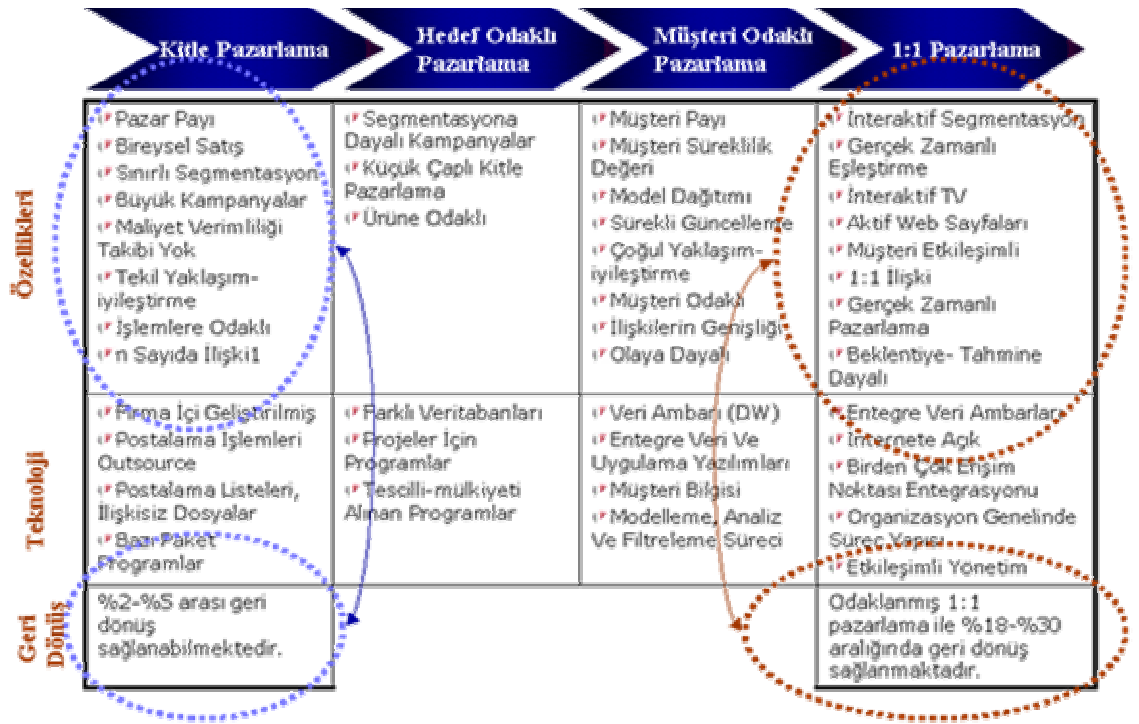 Kitle Pazarlama
Hedef Odaklı
Pazarlama
Müşteri Odaklı
Pazarlama
1:1 Pazarlama
Özellikleri
Pazar Payı
Bireysel Satış
Sınırlı Segmentasyon
Büyük Kampanyalar
Maliyet Verimliliği
Takibi Yok
Tekil Yaklaşım-
iyileştirme
İşlemlere Odaklı
n Sayıda İlişki1
Segmentasyona
Dayalı Kampanyalar
Küçük Çaplı Kitle
Pazarlama
Ürüne Odaklı
Müşteri Payı
Müşteri Süreklilik
Değeri
Model Dağıtımı
Sürekli Güncelleme
Çoğul Yaklaşım-
iyileştirme
Müşteri Odaklı
İlişkilerin Genişliği
Olaya Dayalı
İnteraktif Segmentasyon
Gerçek Zamanlı
Eşleştirme
İnteraktif TV
Aktif Web Sayfaları
Müşteri Etkileşimli
1:1 İlişki
Gerçek Zamanlı
Pazarlama
Beklentiye- Tahmine
Dayalı
Teknoloji
Firma İçi Geliştirilmiş
Postalama İşlemleri
Outsource
Postalama Listeleri,
İlişkisiz Dosyalar
Bazı Paket
Programlar
Farklı Veritabanları
Projeler İçin
Programlar
Tescilli-mülkiyeti
Alınan Programlar
Veri Ambarı (DW)
Entegre Veri Ve
Uygulama Yazılımları
Müşteri Bilgisi
Modelleme, Analiz
Ve Filtreleme Süreci
Entegre Veri Ambarları
İnternete Açık
Birden Çok Erişim
Noktası Entegrasyonu
Organizasyon Genelinde
Süreç Yapısı
Etkileşimli Yönetim
Geri
Dönüş
%2-%5 arası geri
dönüş
sağlanabilmektedir.
Odaklanmış 1:1
pazarlama ile %18-%30
aralığında geri dönüş
sağlanmaktadır.